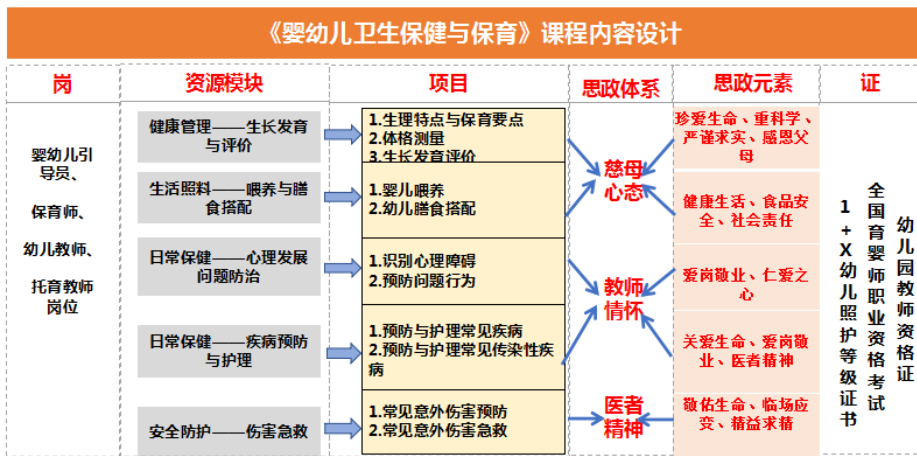 《婴幼儿卫生保健与保育》课程内容设计
岗
资源模块
项目
思政体系
思政元素
证
婴幼儿引
导员、
保育师、
幼儿教师、
托育教师
岗位
健康管理——生长发育
与评价
生活照料——喂养与膳
食搭配
日常保健——心理发展
问题防治
日常保健——疾病预防
与护理
安全防护——伤害急救
1.生理特点与保育要点
2.体格测量
3.生长发育评价
1.婴儿喂养
2.幼儿膳食搭配
1.识别心理障碍
2.预防问题行为
1.预防与护理常见疾病
2.预防与护理常见传染性疾
病
1.常见意外伤害预防
2.常见意外伤害急救
慈母
心态
教师
情怀
医者
精神
珍爱生命、重科学、
严谨求实、感恩父
母
健康生活、食品安
全、社会责任
爱岗敬业、仁爱之
心
关爱生命、爱岗敬
业、医者精神
敬佑生命、临场应
变、精益求精
幼儿园教师资格证
全国育婴师职业资格考试
1+X幼儿照护等级证书